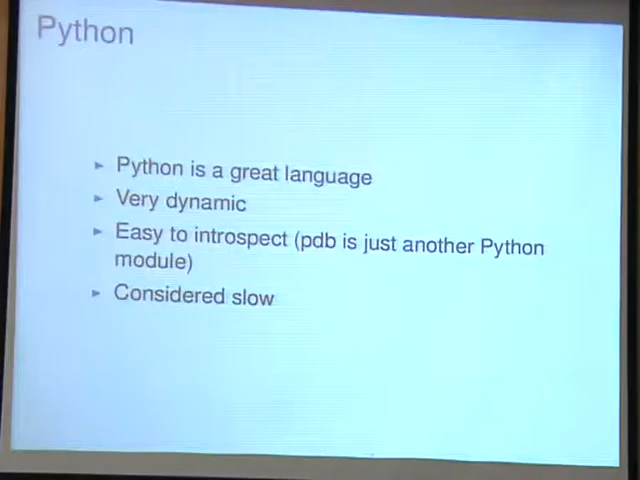 Python
▸ Python is a great language
▸ Very dynamic
▸ Easy to introspect (pdb is just another Python
module)
▸ Considered slow